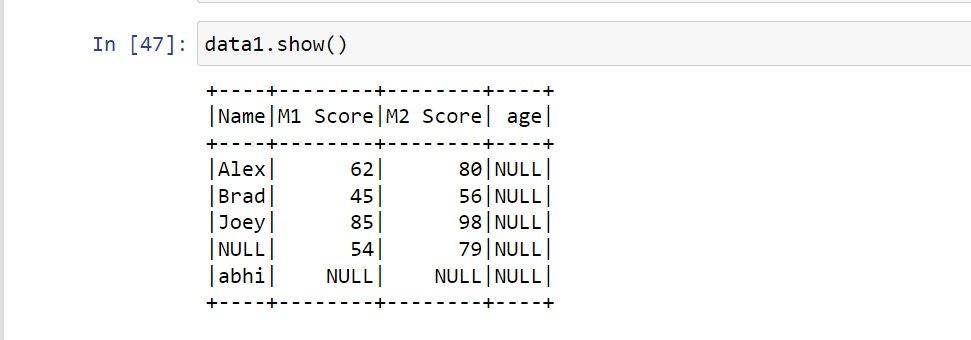 In [47]: data1.show()
+----+--------+--------+----+
|Name|M1 Score|M2 Score| age|
+----+--------+--------+----+
|Alex|      62|      80|NULL|
|Brad|      45|      56|NULL|
|Joey|      85|      98|NULL|
|NULL|      54|      79|NULL|
|abhi|    NULL|    NULL|NULL|
+----+--------+--------+----+